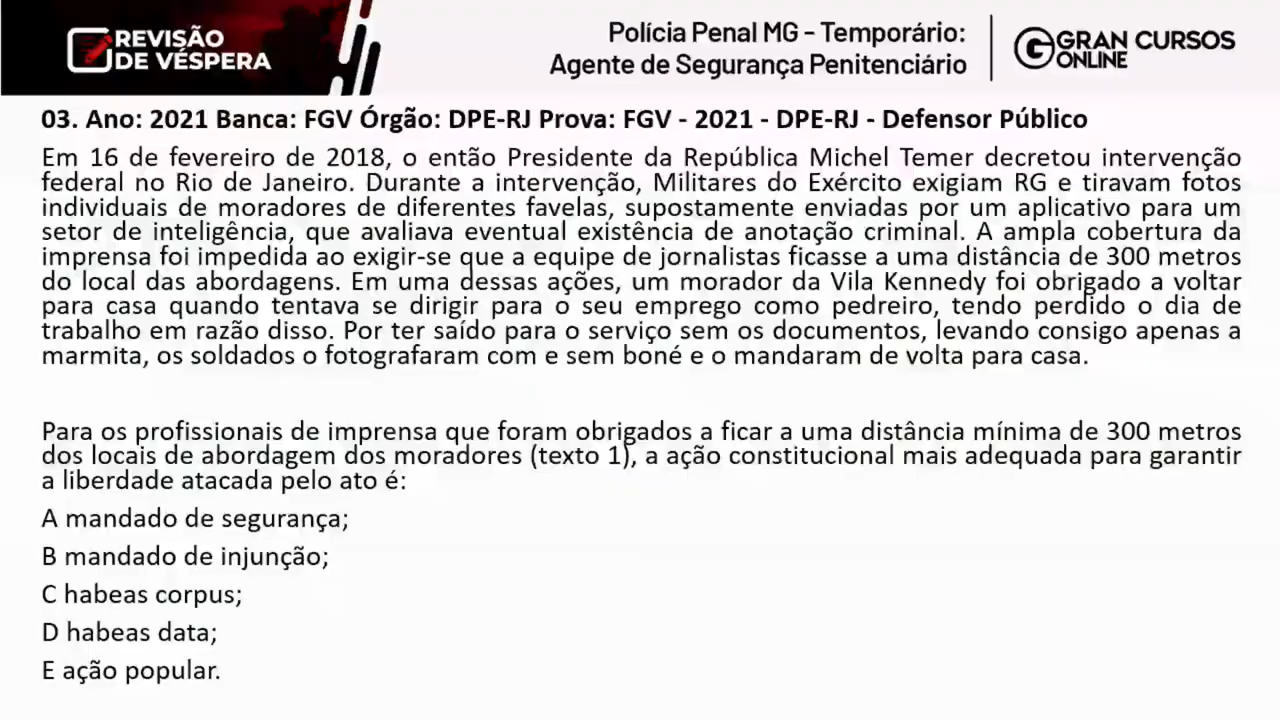 REVISÃO
DE VÉSPERA
Polícia Penal MG - Temporário:
Agente de Segurança Penitenciário
GRAN CURSOS
ONLINE
03. Ano: 2021 Banca: FGV Órgão: DPE-RJ Prova: FGV - 2021 - DPE-RJ - Defensor Público
Em 16 de fevereiro de 2018, o então Presidente da República Michel Temer decretou intervenção
federal no Rio de Janeiro. Durante a intervenção, Militares do Exército exigiam RG e tiravam fotos
individuais de moradores de diferentes favelas, supostamente enviadas por um aplicativo para um
setor de inteligência, que avaliava eventual existência de anotação criminal. A ampla cobertura da
imprensa foi impedida ao exigir-se que a equipe de jornalistas ficasse a uma distância de 300 metros
do local das abordagens. Em uma dessas ações, um morador da Vila Kennedy foi obrigado a voltar
para casa quando tentava se dirigir para o seu emprego como pedreiro, tendo perdido o dia de
trabalho em razão disso. Por ter saído para o serviço sem os documentos, levando consigo apenas a
marmita, os soldados o fotografaram com e sem boné e o mandaram de volta para casa.
Para os profissionais de imprensa que foram obrigados a ficar a uma distância mínima de 300 metros
dos locais de abordagem dos moradores (texto 1), a ação constitucional mais adequada para garantir
a liberdade atacada pelo ato é:
A mandado de segurança;
B mandado de injunção;
C habeas corpus;
D habeas data;
E ação popular.